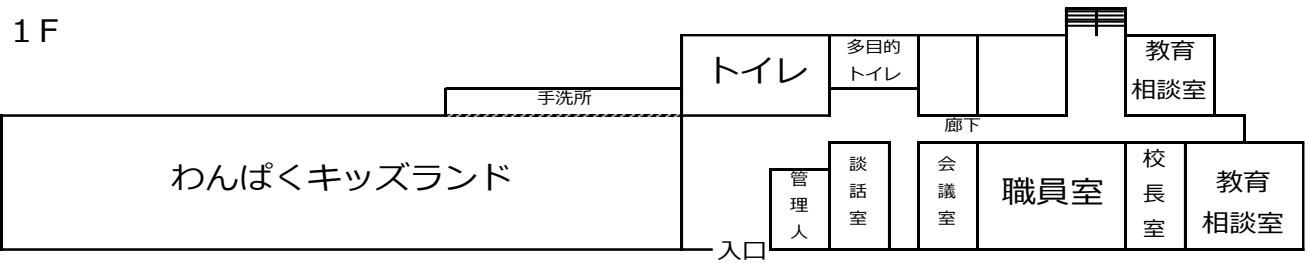 １Ｆ
トイレ
多目的
トイレ
教育
相談室
手洗所
廊下
わんぱくキッズランド
管理人
談話室
会議室
職員室
校長室
教育
相談室
入口